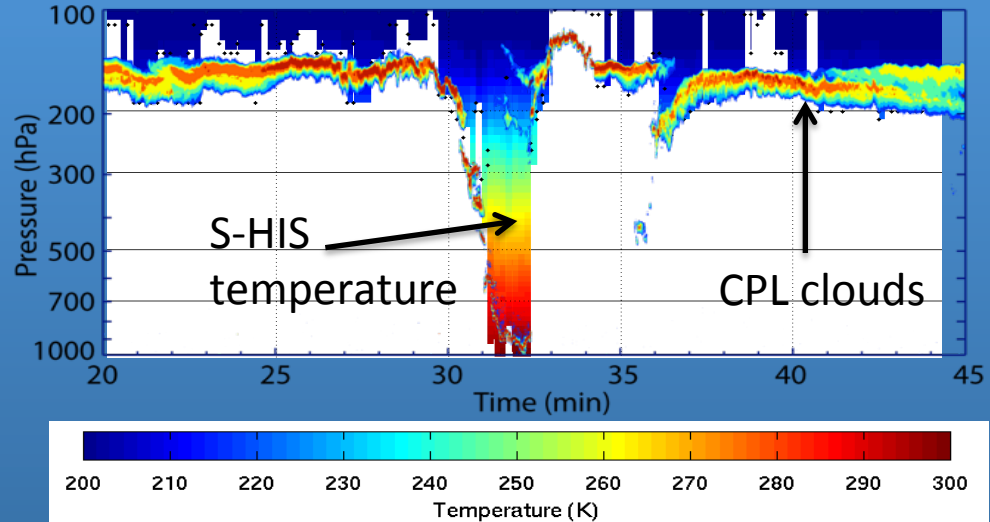 100
200
300
500
700
1000
Pressure (hPa)
S-HIS
temperature
CPL clouds
20 25 30 35 40 45
Time (min)
200 210 220 230 240 250 260 270 280 290 300
Temperature (K)